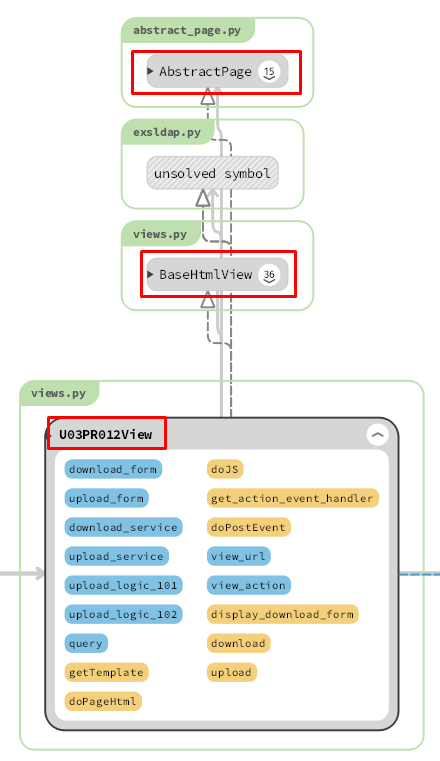 abstract_page.py
AbstractPage 15
exsldap.py
unsolved symbol
views.py
BaseHtmlView 36
views.py
U03PR012View
download_form doJS
upload_form get_action_event_handler
download_service doPostEvent
upload_service view_url
upload_logic_101 view_action
upload_logic_102 display_download_form
query download
getTemplate upload
doPageHtml